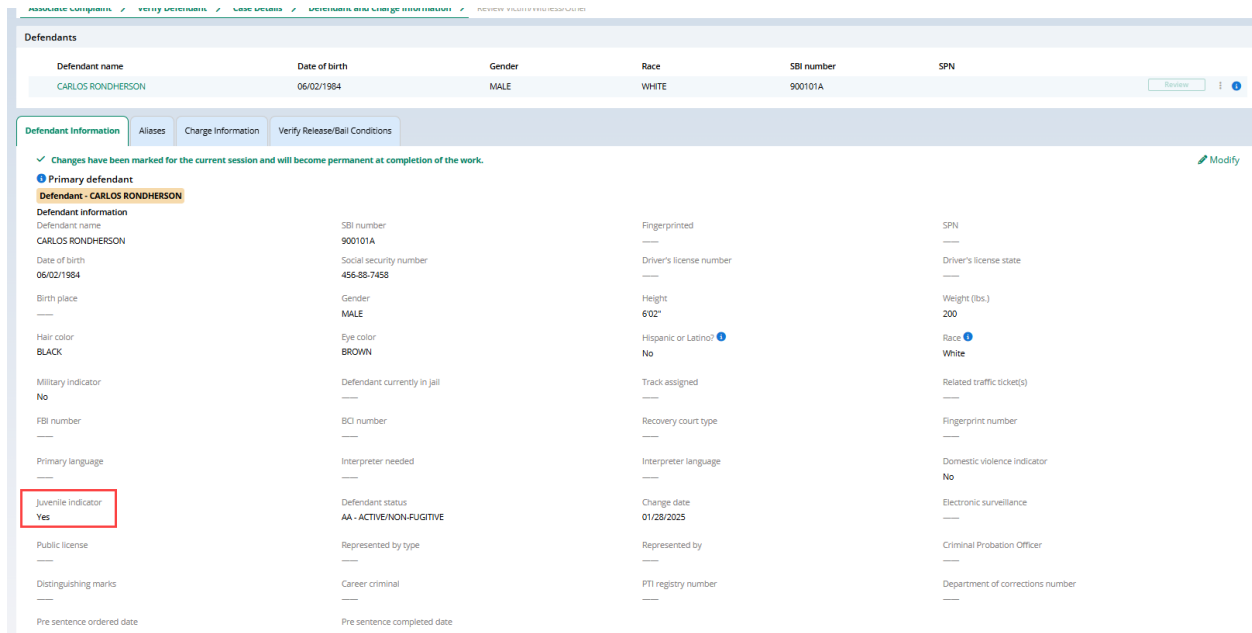 Associate Complaint > Verify Defendant > Case Details > Defendant and Charge Information > Review Victim/Witness/Other
Defendants
Defendant name Date of birth Gender Race SBI number SPN
CARLOS RONDHERSON 06/02/1984 MALE WHITE 900101A Review
Defendant Information Aliases Charge Information Verify Release/Bail Conditions
Changes have been marked for the current session and will become permanent at completion of the work. Modify
Primary defendant
Defendant - CARLOS RONDHERSON
Defendant information
Defendant name SBI number Fingerprinted SPN
CARLOS RONDHERSON 900101A —— ——
Date of birth Social security number Driver's license number Driver's license state
06/02/1984 456-88-7458 —— ——
Birth place Gender Height Weight (lbs.)
—— MALE 6'02" 200
Hair color Eye color Hispanic or Latino? Race
BLACK BROWN No White
Military indicator Defendant currently in jail Track assigned Related traffic ticket(s)
No —— —— ——
FBI number BCI number Recovery court type Fingerprint number
—— —— —— ——
Primary language Interpreter needed Interpreter language Domestic violence indicator
—— —— —— No
Juvenile indicator Defendant status Change date Electronic surveillance
Yes AA - ACTIVE/NON-FUGITIVE 01/28/2025 ——
Public license Represented by type Represented by Criminal Probation Officer
—— —— —— ——
Distinguishing marks Career criminal PTI registry number Department of corrections number
—— —— —— ——
Pre sentence ordered date Pre sentence completed date